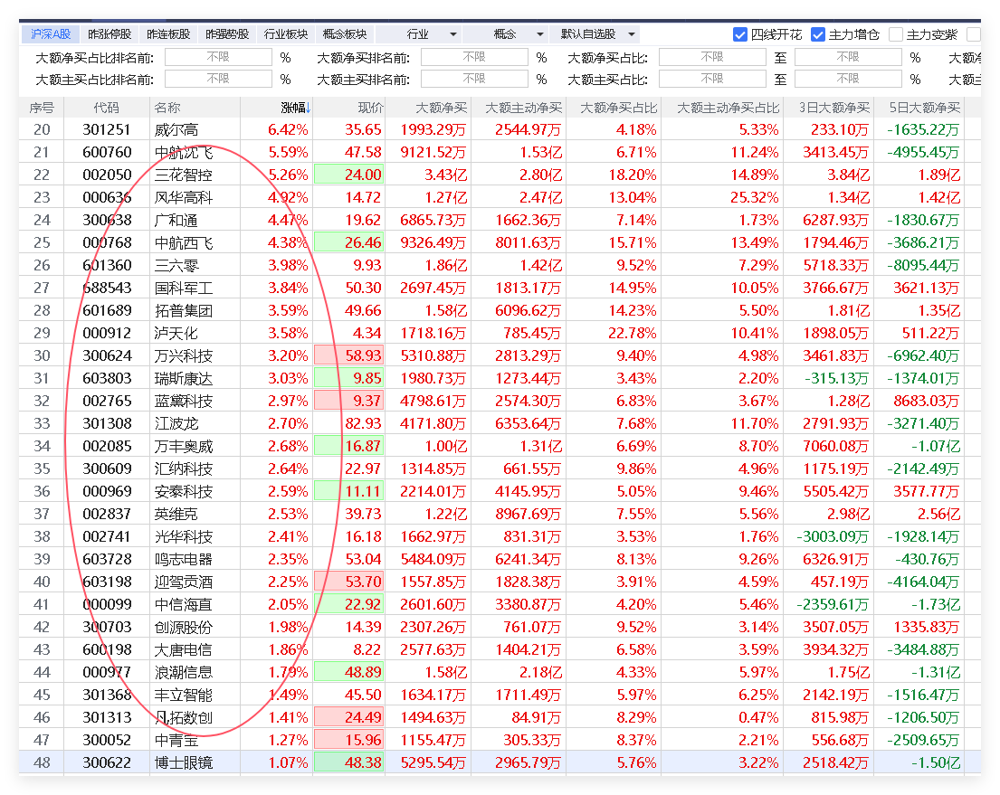 沪深A股 昨涨停股 昨连板股 昨强势股 行业板块 概念板块 行业 概念 默认自选股 四线开花 主力增仓 主力变紫
大额净买占比排名前: 不限 % 大额净买排名前: 不限 % 大额净买占比: 不限 至 不限 % 大额净
大额主买占比排名前: 不限 % 大额主买排名前: 不限 % 大额主买占比: 不限 至 不限 % 大额主
序号 代码 名称 涨幅↓ 现价 大额净买 大额主动净买 大额净买占比 大额主动净买占比 3日大额净买 5日大额净买
20 301251 威尔高 6.42% 35.65 1993.29万 2544.97万 4.18% 5.33% 233.10万 -1635.22万
21 600760 中航沈飞 5.59% 47.58 9121.52万 1.53亿 6.71% 11.24% 3413.45万 -4955.45万
22 002050 三花智控 5.26% 24.00 3.43亿 2.80亿 18.20% 14.89% 3.84亿 1.89亿
23 000636 风华高科 4.92% 14.72 1.27亿 2.47亿 13.04% 25.32% 1.34亿 1.42亿
24 300638 广和通 4.47% 19.62 6865.73万 1662.36万 7.14% 1.73% 6287.93万 -1830.67万
25 000768 中航西飞 4.38% 26.46 9326.49万 8011.63万 15.71% 13.49% 1794.46万 -3686.21万
26 601360 三六零 3.98% 9.93 1.86亿 1.42亿 9.52% 7.29% 5718.33万 -8095.44万
27 688543 国科军工 3.84% 50.30 2697.45万 1813.17万 14.95% 10.05% 3766.67万 3621.13万
28 601689 拓普集团 3.59% 49.66 1.58亿 6096.62万 14.23% 5.50% 1.81亿 1.35亿
29 000912 泸天化 3.58% 4.34 1718.16万 785.45万 22.78% 10.41% 1898.05万 511.22万
30 300624 万兴科技 3.20% 58.93 5310.88万 2813.29万 9.40% 4.98% 3461.83万 -6962.40万
31 603803 瑞斯康达 3.03% 9.85 1980.73万 1273.44万 3.43% 2.20% -315.13万 -1374.01万
32 002765 蓝黛科技 2.97% 9.37 4798.61万 2574.30万 6.83% 3.67% 1.28亿 8683.03万
33 301308 江波龙 2.70% 82.93 4171.80万 6353.64万 7.68% 11.70% 2791.93万 -3271.40万
34 002085 万丰奥威 2.68% 16.87 1.00亿 1.31亿 6.69% 8.70% 7060.08万 -1.07亿
35 300609 汇纳科技 2.64% 22.97 1314.85万 661.55万 9.86% 4.96% 1175.19万 -2142.49万
36 000969 安泰科技 2.59% 11.11 2214.01万 4145.95万 5.05% 9.46% 5505.42万 3577.77万
37 002837 英维克 2.53% 39.73 1.22亿 8967.69万 7.55% 5.56% 2.98亿 2.56亿
38 002741 光华科技 2.41% 16.18 1662.97万 831.31万 3.53% 1.76% -3003.09万 -1928.14万
39 603728 鸣志电器 2.35% 53.04 5484.09万 6241.34万 8.13% 9.26% 6326.91万 -430.76万
40 603198 迎驾贡酒 2.25% 53.70 1557.85万 1828.38万 3.91% 4.59% 457.19万 -4164.04万
41 000099 中信海直 2.05% 22.92 2601.60万 3380.87万 4.20% 5.46% -2359.61万 -1.73亿
42 300703 创源股份 1.98% 14.39 2307.26万 761.07万 9.52% 3.14% 3507.05万 1335.83万
43 600198 大唐电信 1.86% 8.22 2577.63万 1404.21万 6.58% 3.59% 3934.32万 -3484.88万
44 000977 浪潮信息 1.79% 48.89 1.58亿 2.18亿 4.33% 5.97% 1.75亿 -1.31亿
45 301368 丰立智能 1.49% 45.50 1634.17万 1711.49万 5.97% 6.25% 2142.19万 -1516.47万
46 301313 凡拓数创 1.41% 24.49 1494.63万 84.91万 8.29% 0.47% 815.98万 -1206.50万
47 300052 中青宝 1.27% 15.96 1155.47万 305.33万 8.37% 2.21% 556.68万 -2509.65万
48 300622 博士眼镜 1.07% 48.38 5295.54万 2965.79万 5.76% 3.22% 2518.42万 -1.50亿